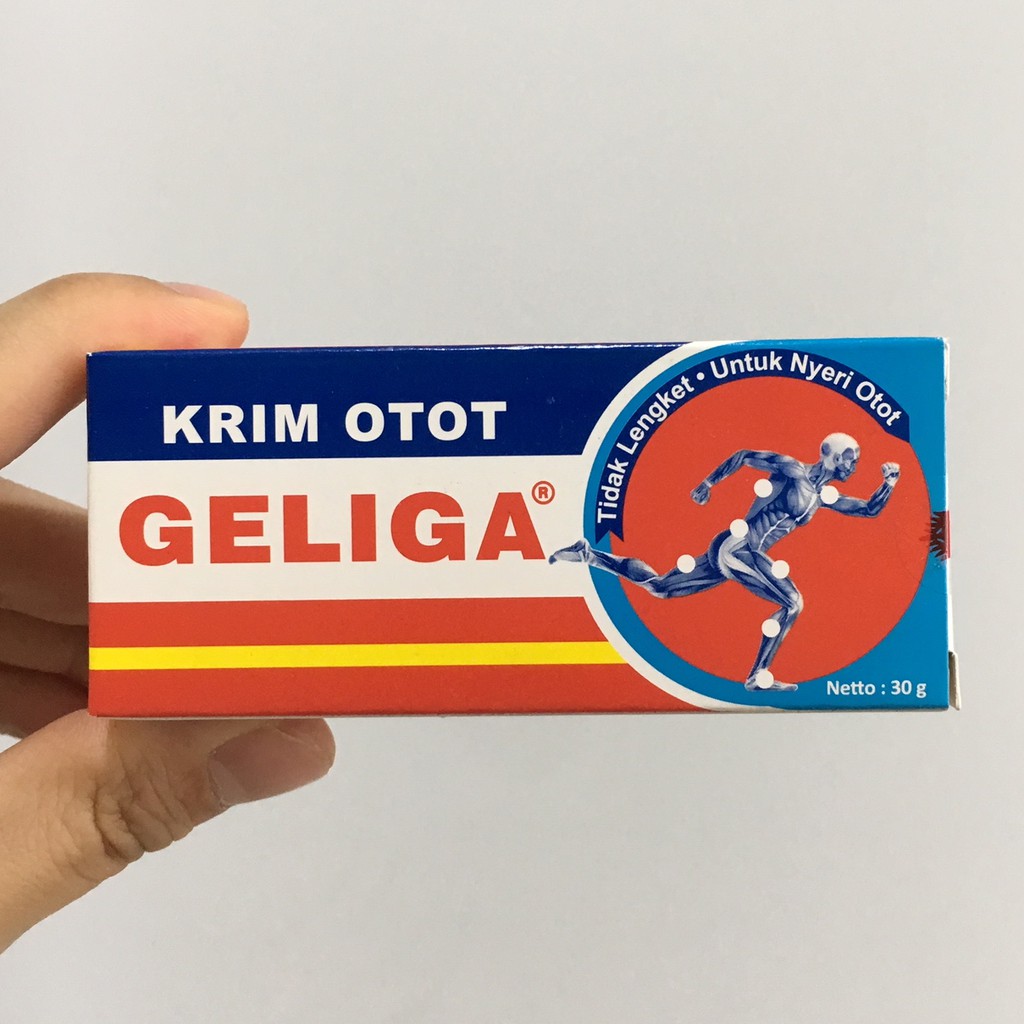 KRIM OTOT
GELIGA®
Tidak Lengket • Untuk Nyeri Otot
Netto : 30 g